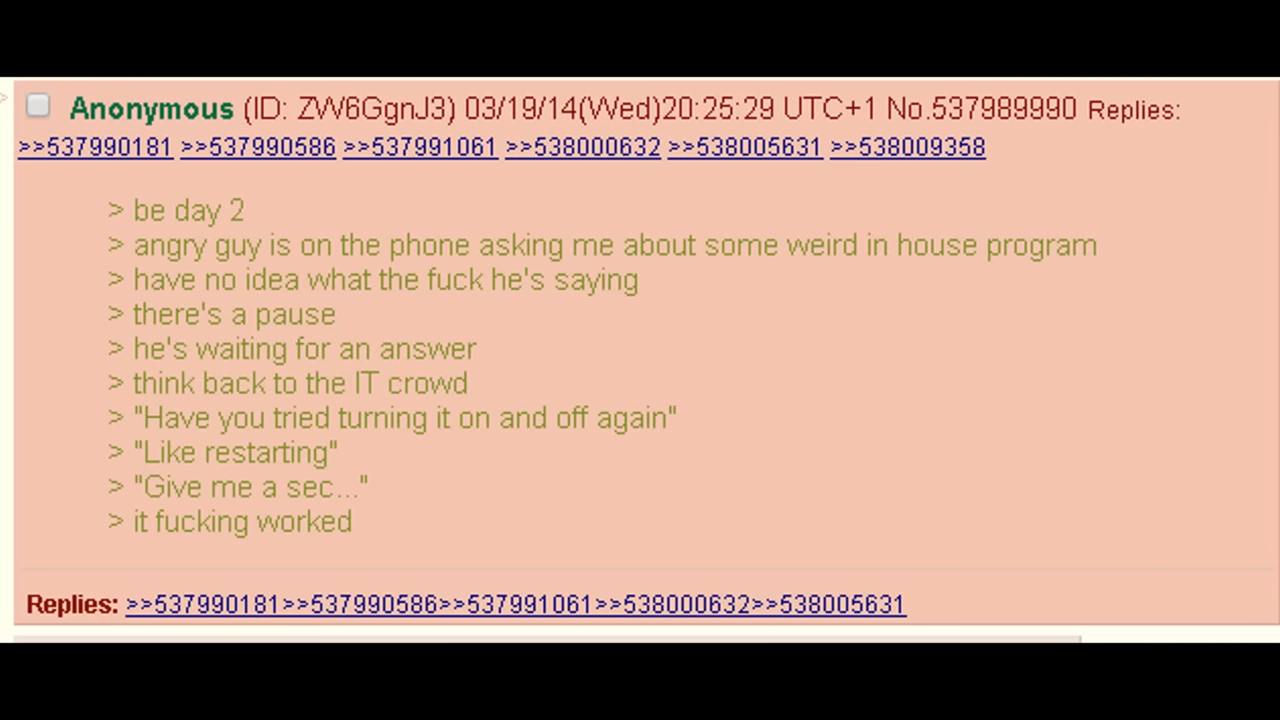 Anonymous (ID: ZW6GgnJ3) 03/19/14(Wed)20:25:29 UTC+1 No.537989990 Replies:
>>537990181 >>537990586 >>537991061 >>538000632 >>538005631 >>538009358
> be day 2
> angry guy is on the phone asking me about some weird in house program
> have no idea what the fuck he's saying
> there's a pause
> he's waiting for an answer
> think back to the IT crowd
> "Have you tried turning it on and off again"
> "Like restarting"
> "Give me a sec..."
> it fucking worked
Replies: >>537990181>>537990586>>537991061>>538000632>>538005631